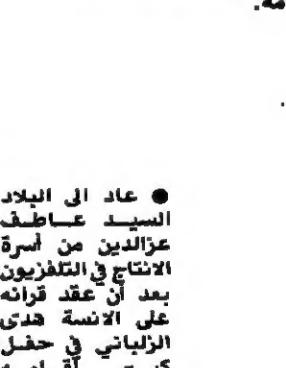 مه.
● عاد الى البلاد
السيد عاطف
عزالدين من أسرة
الانتاج في التلفزيون
بعد أن عقد قرانه
على الانسة هدى
الزلباني في حفل